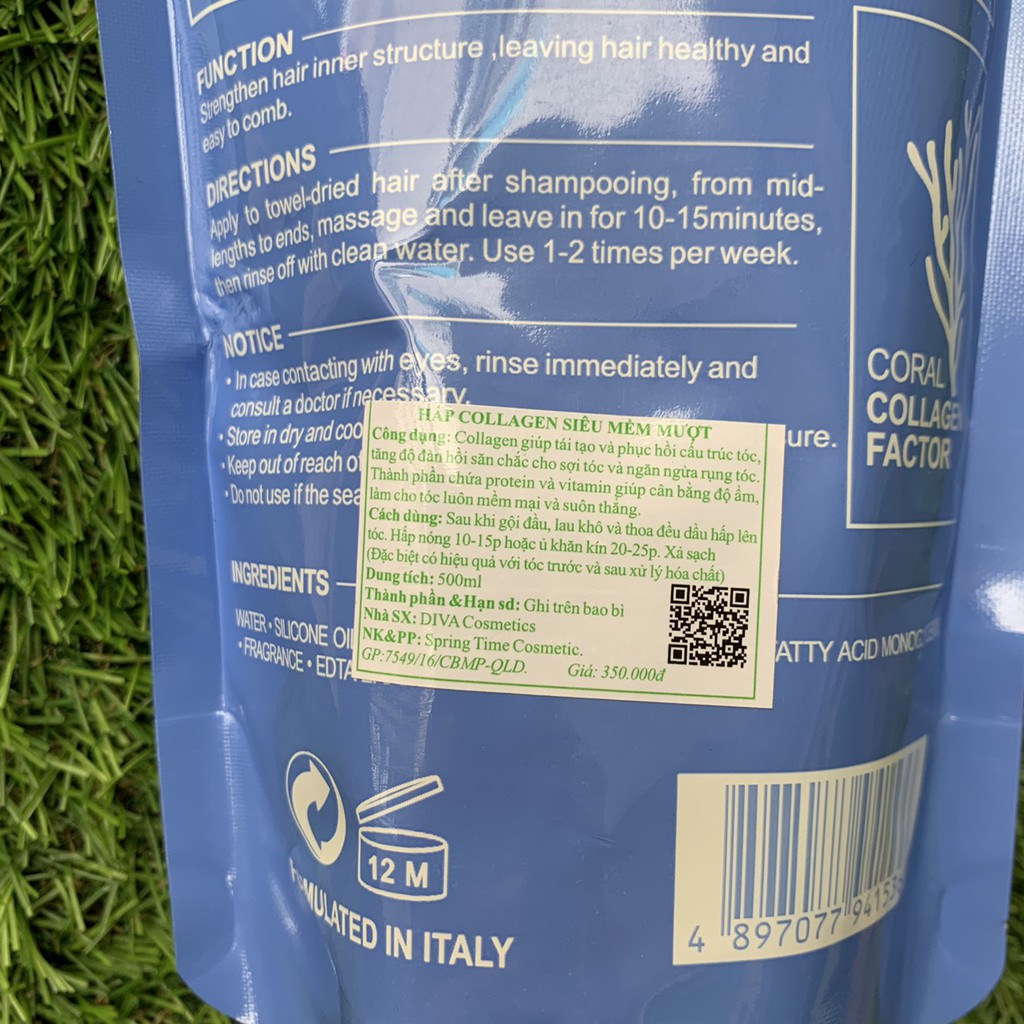 FUNCTION
Strengthen hair inner structure ,leaving hair healthy and
easy to comb.
DIRECTIONS
Apply to towel-dried hair after shampooing, from mid-
lengths to ends, massage and leave in for 10-15minutes,
then rinse off with clean water. Use 1-2 times per week.
NOTICE
• In case contacting with eyes, rinse immediately and
consult a doctor if necessary.
• Store in dry and coo
ure.
• Keep out of reach of
• Do not use if the sea
CORAL
COLLAGEN
FACTOR
HẤP COLLAGEN SIÊU MỀM MƯỢT
Công dụng: Collagen giúp tái tạo và phục hồi cấu trúc tóc,
tăng độ đàn hồi săn chắc cho sợi tóc và ngăn ngừa rụng tóc.
Thành phần chứa protein và vitamin giúp cân bằng độ ẩm,
làm cho tóc luôn mềm mại và suôn thẳng.
Cách dùng: Sau khi gội đầu, lau khô và thoa đều dầu hấp lên
tóc. Hấp nóng 10-15p hoặc ủ khăn kín 20-25p. Xả sạch
(Đặc biệt có hiệu quả với tóc trước và sau xử lý hóa chất)
Dung tích: 500ml
Thành phần &Hạn sd: Ghi trên bao bì
Nhà SX: DIVA Cosmetics
NK&PP: Spring Time Cosmetic.
GP:7549/16/CBMP-QLD. Giá: 350.000đ
INGREDIENTS
WATER • SILICONE OIL
FATTY ACID
• FRAGRANCE • EDTA
12 M
FORMULATED IN ITALY
4 897077 94153